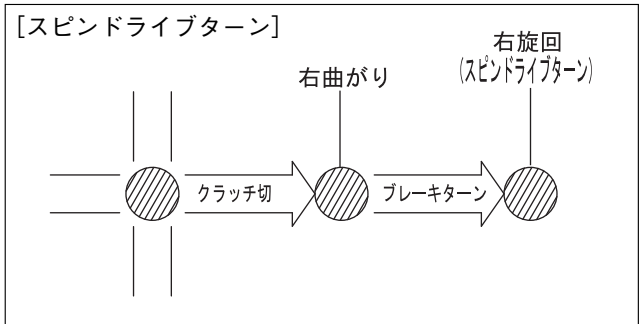 [スピンドライブターン]
右旋回
(スピンドライブターン)
右曲がり
クラッチ切
ブレーキターン